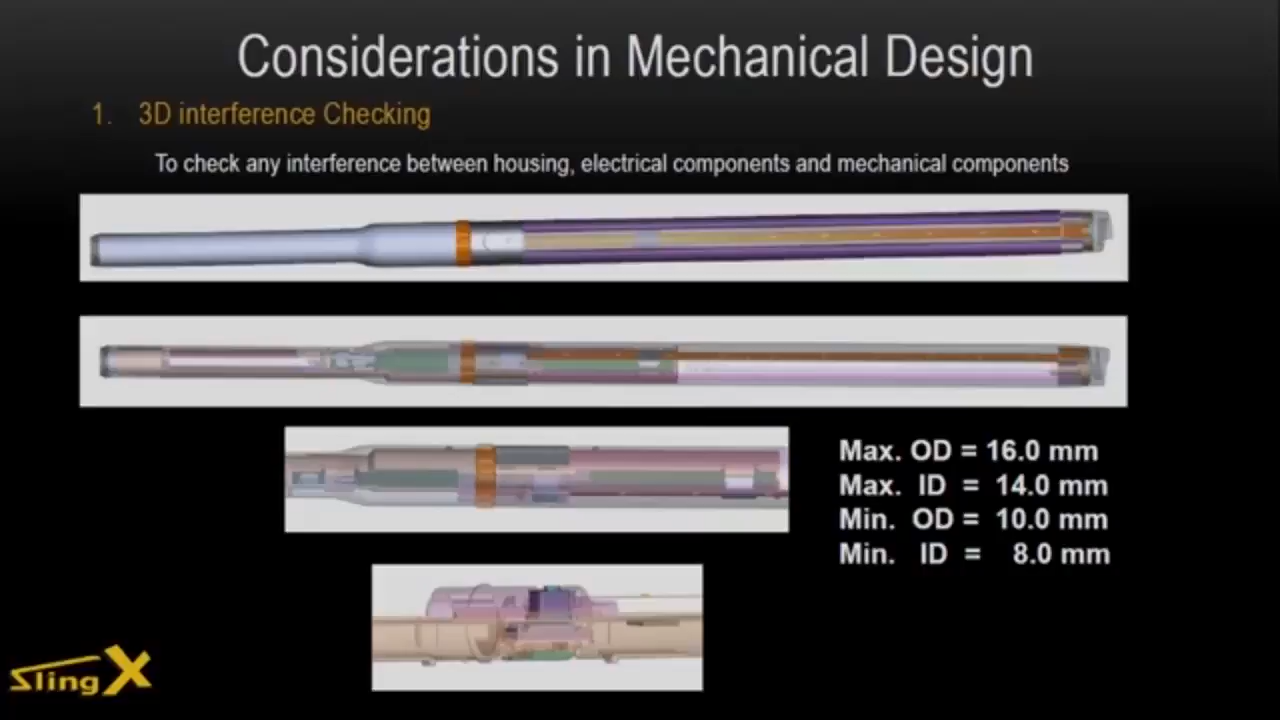 Considerations in Mechanical Design
1. 3D interference Checking
To check any interference between housing, electrical components and mechanical components
Max. OD = 16.0 mm
Max. ID = 14.0 mm
Min. OD = 10.0 mm
Min. ID = 8.0 mm
SlingX